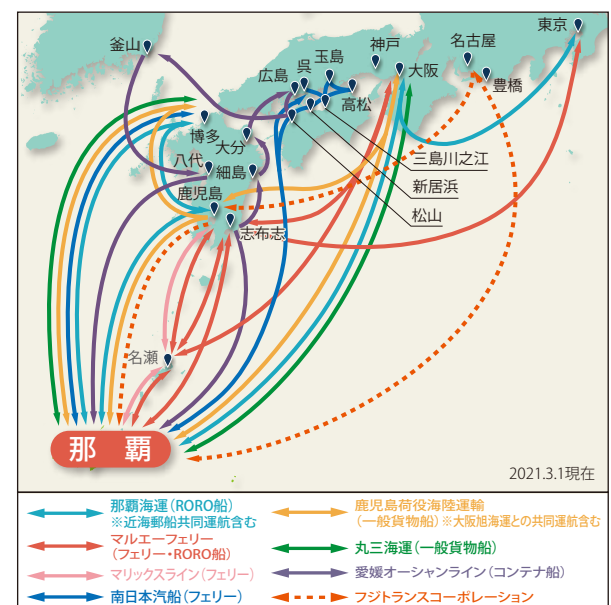 東京
名古屋
神戸
玉島
釜山
呉
広島
大阪
豊橋
高松
博多
大分
三島川之江
八代
細島
新居浜
鹿児島
松山
志布志
名瀬
那 覇
2021.3.1現在
那覇海運(RORO船)
※近海郵船共同運航含む
マルエーフェリー
(フェリー・RORO船)
マリックスライン(フェリー)
南日本汽船(フェリー)
鹿児島荷役海陸運輸
(一般貨物船)※大阪旭海運との共同運航含む
丸三海運(一般貨物船)
愛媛オーシャンライン(コンテナ船)
フジトランスコーポレーション